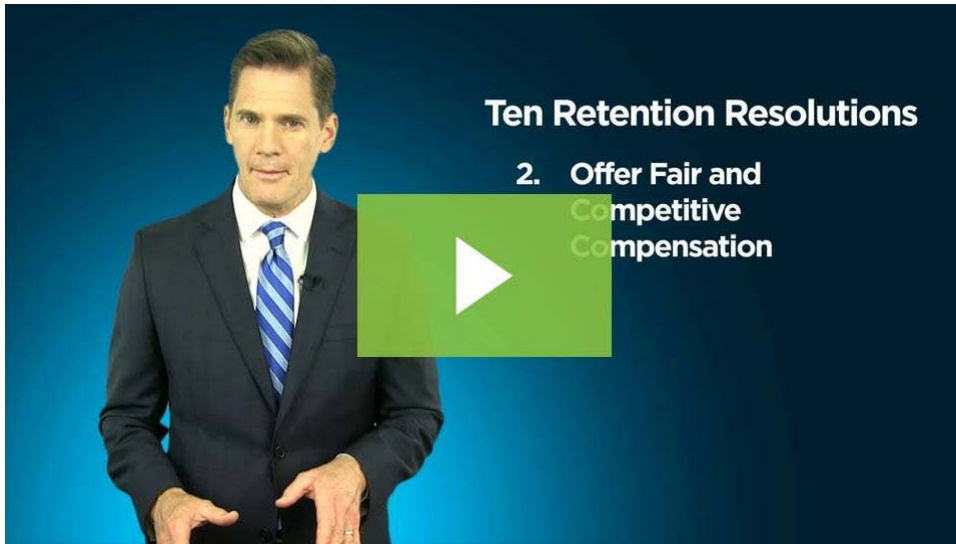 Ten Retention Resolutions
2. Offer Fair and
Competitive
Compensation